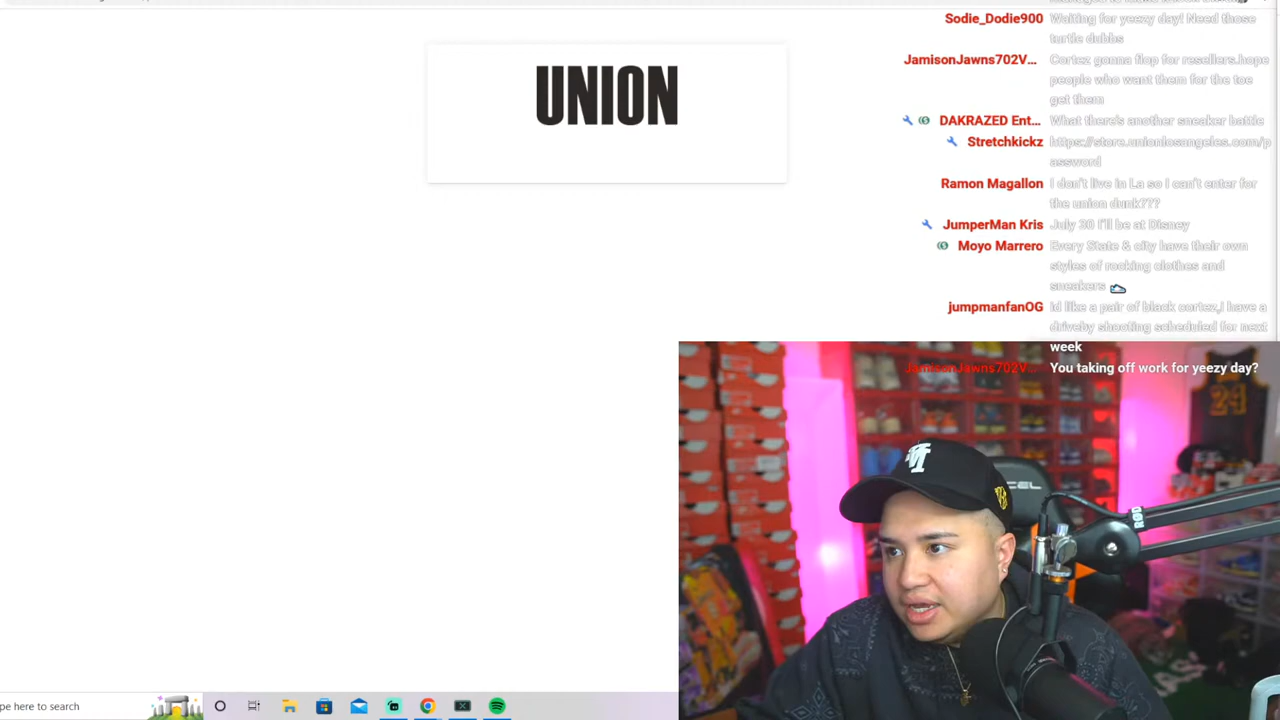 UNION
Sodie_Dodie900 Waiting for yeezy day! Need those
turtle dubbs
JamisonJawns702V... Cortez gonna flop for resellers.hope
people who want them for the toe
get them
DAKRAZED Ent... What there's another sneaker battle
Stretchkickz https://store.unionlosangeles.com/p
assword
Ramon Magallon I don't live in La so I can't enter for
the union dunk???
JumperMan Kris July 30 I'll be at Disney
Moyo Marrero Every State & city have their own
styles of rocking clothes and
sneakers
jumpmanfanOG id like a pair of black cortez,i have a
driveby shooting scheduled for next
week
JamisonJawns702V... You taking off work for yeezy day?
24
XCEL
RØD
pe here to search